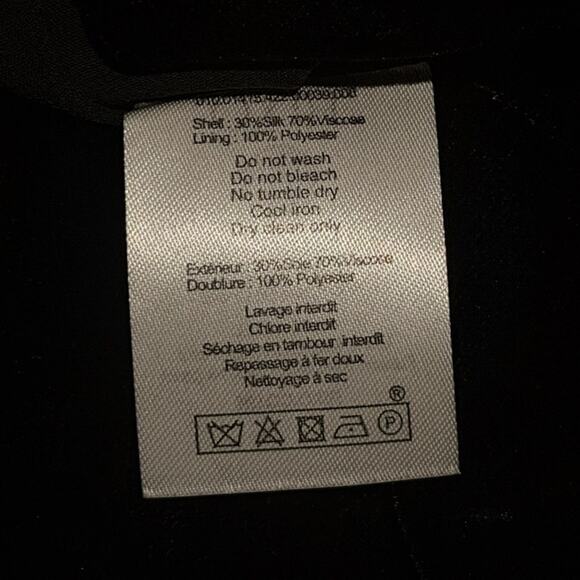 Shell : 30%Silk 70%Viscose
Lining : 100% Polyester
Do not wash
Do not bleach
No tumble dry
Cool iron
Dry clean only
Extérieur : 30%Soie 70%Viscose
Doublure : 100% Polyester
Lavage interdit
Chlore interdit
Séchage en tambour interdit
Repassage à fer doux
Nettoyage à sec
®
P